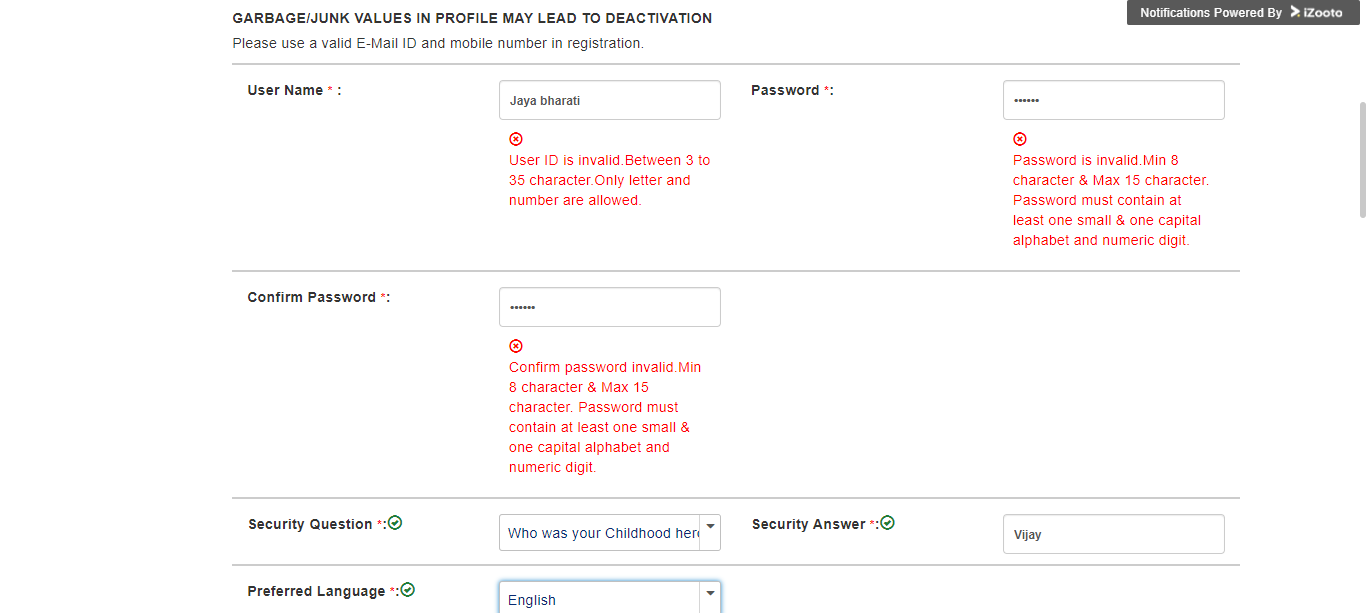 GARBAGE/JUNK VALUES IN PROFILE MAY LEAD TO DEACTIVATION
Notifications Powered By iZooto
Please use a valid E-Mail ID and mobile number in registration.
User Name * :
Jaya bharati
User ID is invalid.Between 3 to
35 character.Only letter and
number are allowed.
Password *:
••••••
Password is invalid.Min 8
character & Max 15 character.
Password must contain at
least one small & one capital
alphabet and numeric digit.
Confirm Password *:
••••••
Confirm password invalid.Min
8 character & Max 15
character. Password must
contain at least one small &
one capital alphabet and
numeric digit.
Security Question *:
Who was your Childhood her
Security Answer *:
Vijay
Preferred Language *:
English